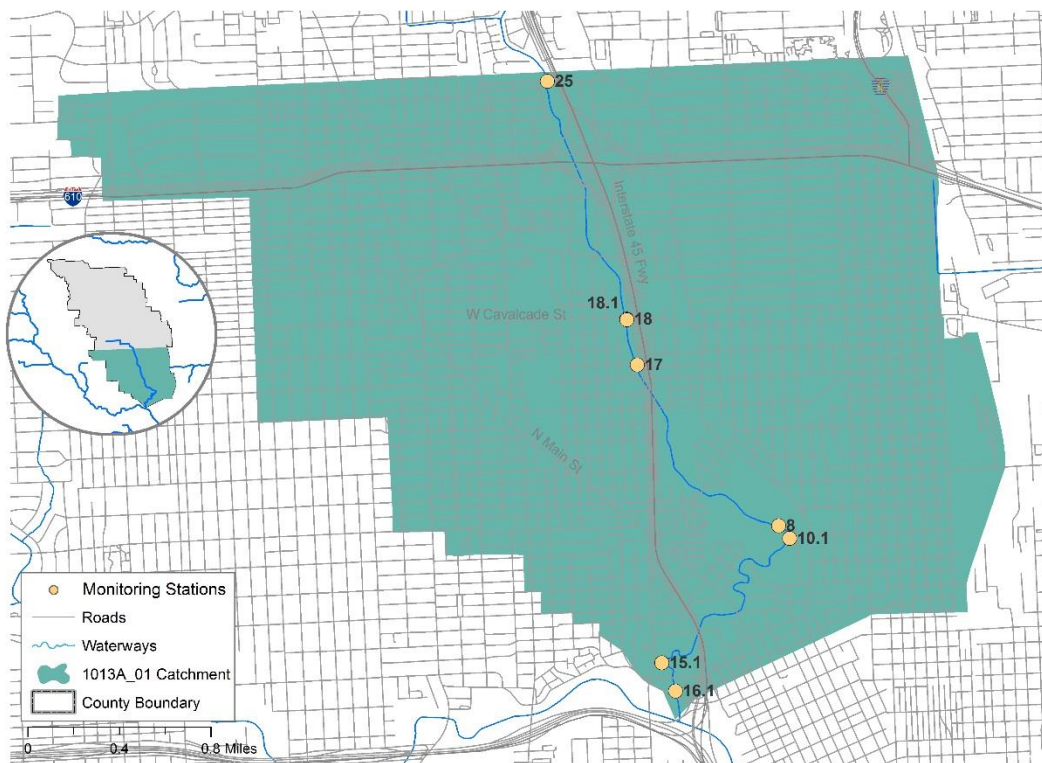 25
610
Interstate 45 Fwy
18.1
W Cavalcade St
18
17
N Main St
8
10.1
Monitoring Stations
Roads
Waterways
1013A_01 Catchment
County Boundary
15.1
16.1
0 0.4 0.8 Miles